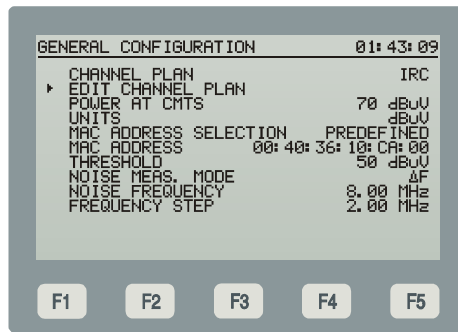 GENERAL CONFIGURATION 01:43:09
CHANNEL PLAN IRC
EDIT CHANNEL PLAN
POWER AT CMTS 70 dBuV
UNITS dBuV
MAC ADDRESS SELECTION PREDEFINED
MAC ADDRESS 00:40:36:10:CA:00
THRESHOLD 50 dBuV
NOISE MEAS. MODE ΔF
NOISE FREQUENCY 8.00 MHz
FREQUENCY STEP 2.00 MHz
F1 F2 F3 F4 F5